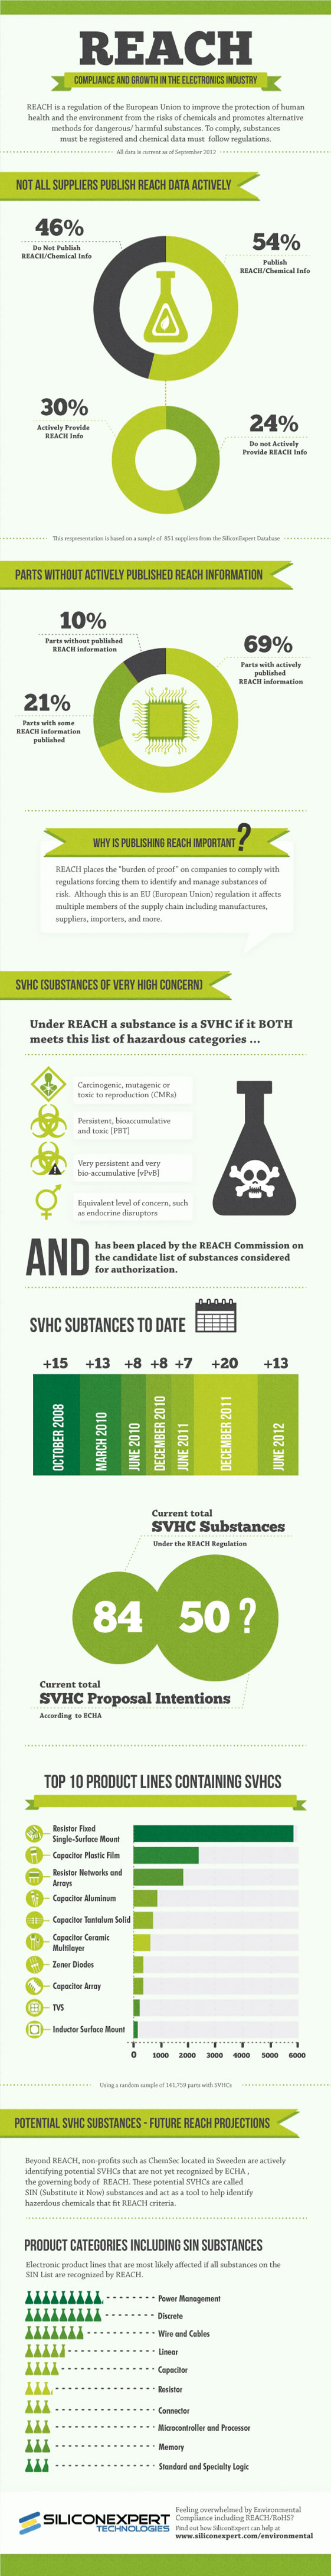 REACH
COMPLIANCE AND GROWTH IN THE ELECTRONICS INDUSTRY
REACH is a regulation of the European Union to improve the protection of human
health and the environment from the risks of chemicals and promotes alternative
methods for dangerous/ harmful substances. To comply, substances
must be registered and chemical data must follow regulations.
All data is current as of September 2012
NOT ALL SUPPLIERS PUBLISH REACH DATA ACTIVELY
46%
Do Not Publish
REACH/Chemical Info
54%
Publish
REACH/Chemical Info
30%
Actively Provide
REACH Info
24%
Do not Actively
Provide REACH Info
This respresentation is based on a sample of 851 suppliers from the SiliconExpert Database
PARTS WITHOUT ACTIVELY PUBLISHED REACH INFORMATION
10%
Parts without published
REACH information
69%
Parts with actively
published
REACH information
21%
Parts with some
REACH information
published
WHY IS PUBLISHING REACH IMPORTANT ?
REACH places the "burden of proof" on companies to comply with
regulations forcing them to identify and manage substances of
risk. Although this is an EU (European Union) regulation it affects
multiple members of the supply chain including manufactures,
suppliers, importers, and more.
SVHC (SUBSTANCES OF VERY HIGH CONCERN)
Under REACH a substance is a SVHC if it BOTH
meets this list of hazardous categories ...
Carcinogenic, mutagenic or
toxic to reproduction (CMRs)
Persistent, bioaccumulative
and toxic [PBT]
Very persistent and very
bio-accumulative [vPvB]
Equivalent level of concern, such
as endocrine disruptors
AND has been placed by the REACH Commission on
the candidate list of substances considered
for authorization.
SVHC SUBTANCES TO DATE
+15 +13 +8 +8 +7 +20 +13
OCTOBER 2008
MARCH 2010
JUNE 2010
DECEMBER 2010
JUNE 2011
DECEMBER 2011
JUNE 2012
Current total
SVHC Substances
Under the REACH Regulation
84 50 ?
Current total
SVHC Proposal Intentions
According to ECHA
TOP 10 PRODUCT LINES CONTAINING SVHCS
Resistor Fixed
Single-Surface Mount
Capacitor Plastic Film
Resistor Networks and
Arrays
Capacitor Aluminum
Capacitor Tantalum Solid
Capacitor Ceramic
Multilayer
Zener Diodes
Capacitor Array
TVS
Inductor Surface Mount
0 1000 2000 3000 4000 5000 6000
Using a random sample of 141,759 parts with SVHCs
POTENTIAL SVHC SUBSTANCES - FUTURE REACH PROJECTIONS
Beyond REACH, non-profits such as ChemSec located in Sweeden are actively
identifying potential SVHCs that are not yet recognized by ECHA ,
the governing body of REACH. These potential SVHCs are called
SIN (Substitute it Now) substances and act as a tool to help identify
hazerdous chemicals that fit REACH criteria.
PRODUCT CATEGORIES INCLUDING SIN SUBSTANCES
Electronic product lines that are most likely affected if all substances on the
SIN List are recognized by REACH.
Power Management
Discrete
Wire and Cables
Linear
Capacitor
Resistor
Connector
Microcontroller and Processor
Memory
Standard and Specialty Logic
SILICONEXPERT
TECHNOLOGIES
Feeling overwhelmed by Environmental
Compliance including REACH/RoHS?
Find out how SiliconExpert can help at
www.siliconexpert.com/environmental